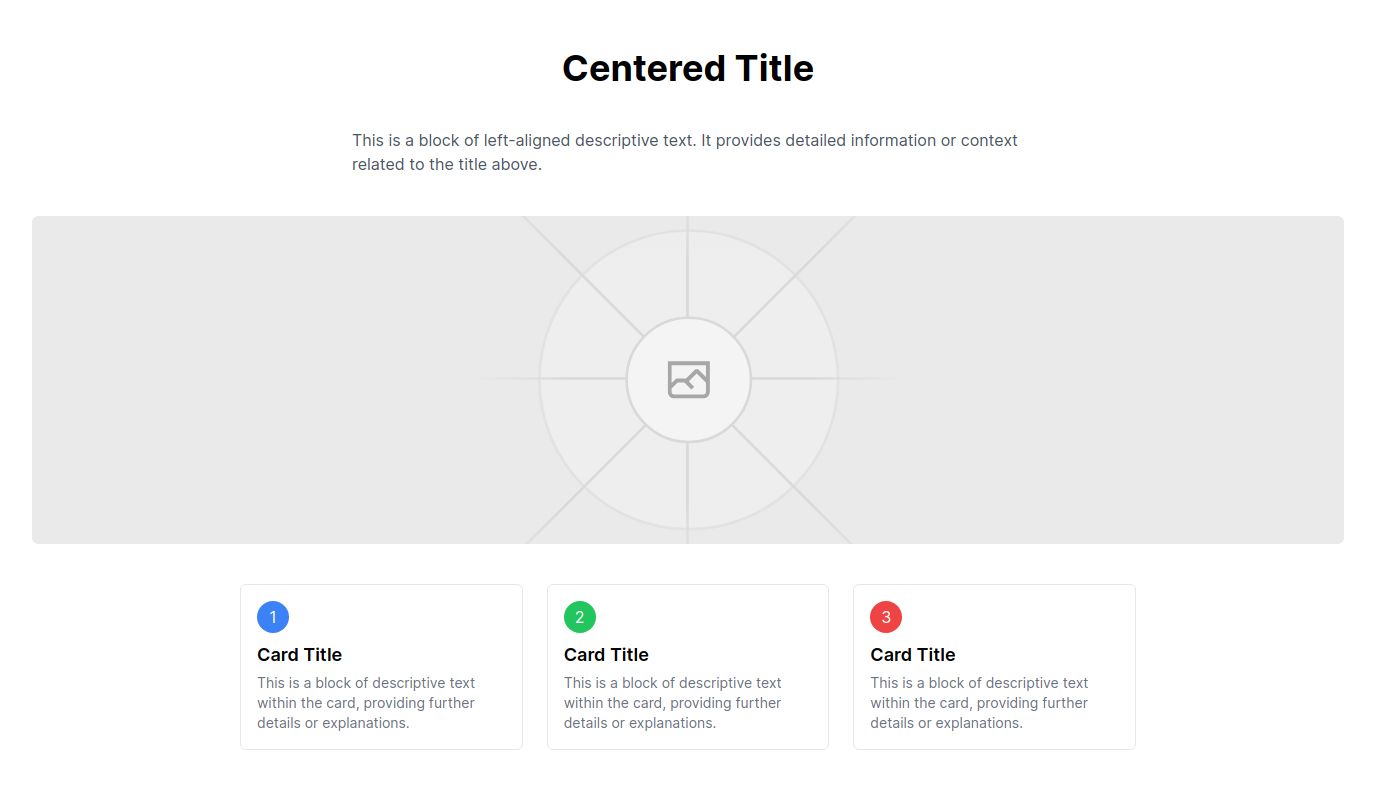 Centered Title
This is a block of left-aligned descriptive text. It provides detailed information or context
related to the title above.
1
Card Title
This is a block of descriptive text
within the card, providing further
details or explanations.
2
Card Title
This is a block of descriptive text
within the card, providing further
details or explanations.
3
Card Title
This is a block of descriptive text
within the card, providing further
details or explanations.